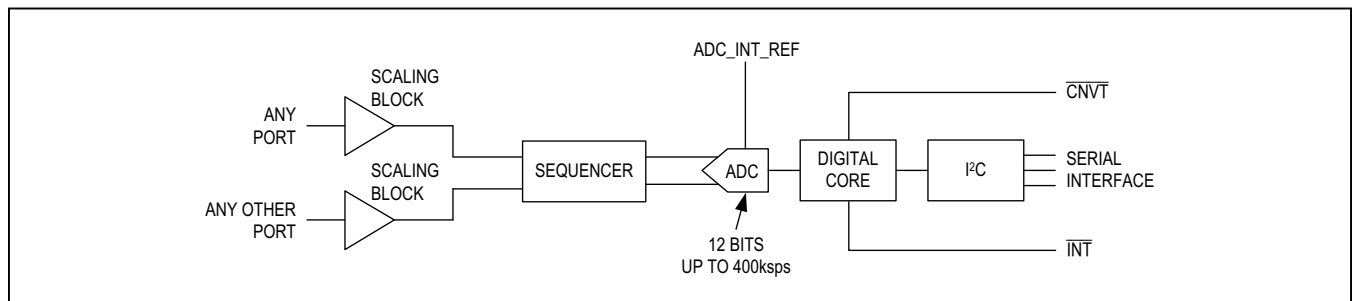 ADC_INT_REF
SCALING
BLOCK
ANY
PORT
SCALING
BLOCK
ANY OTHER
PORT
SEQUENCER
ADC
12 BITS
UP TO 400ksps
DIGITAL
CORE
I²C
CNVT
SERIAL
INTERFACE
INT